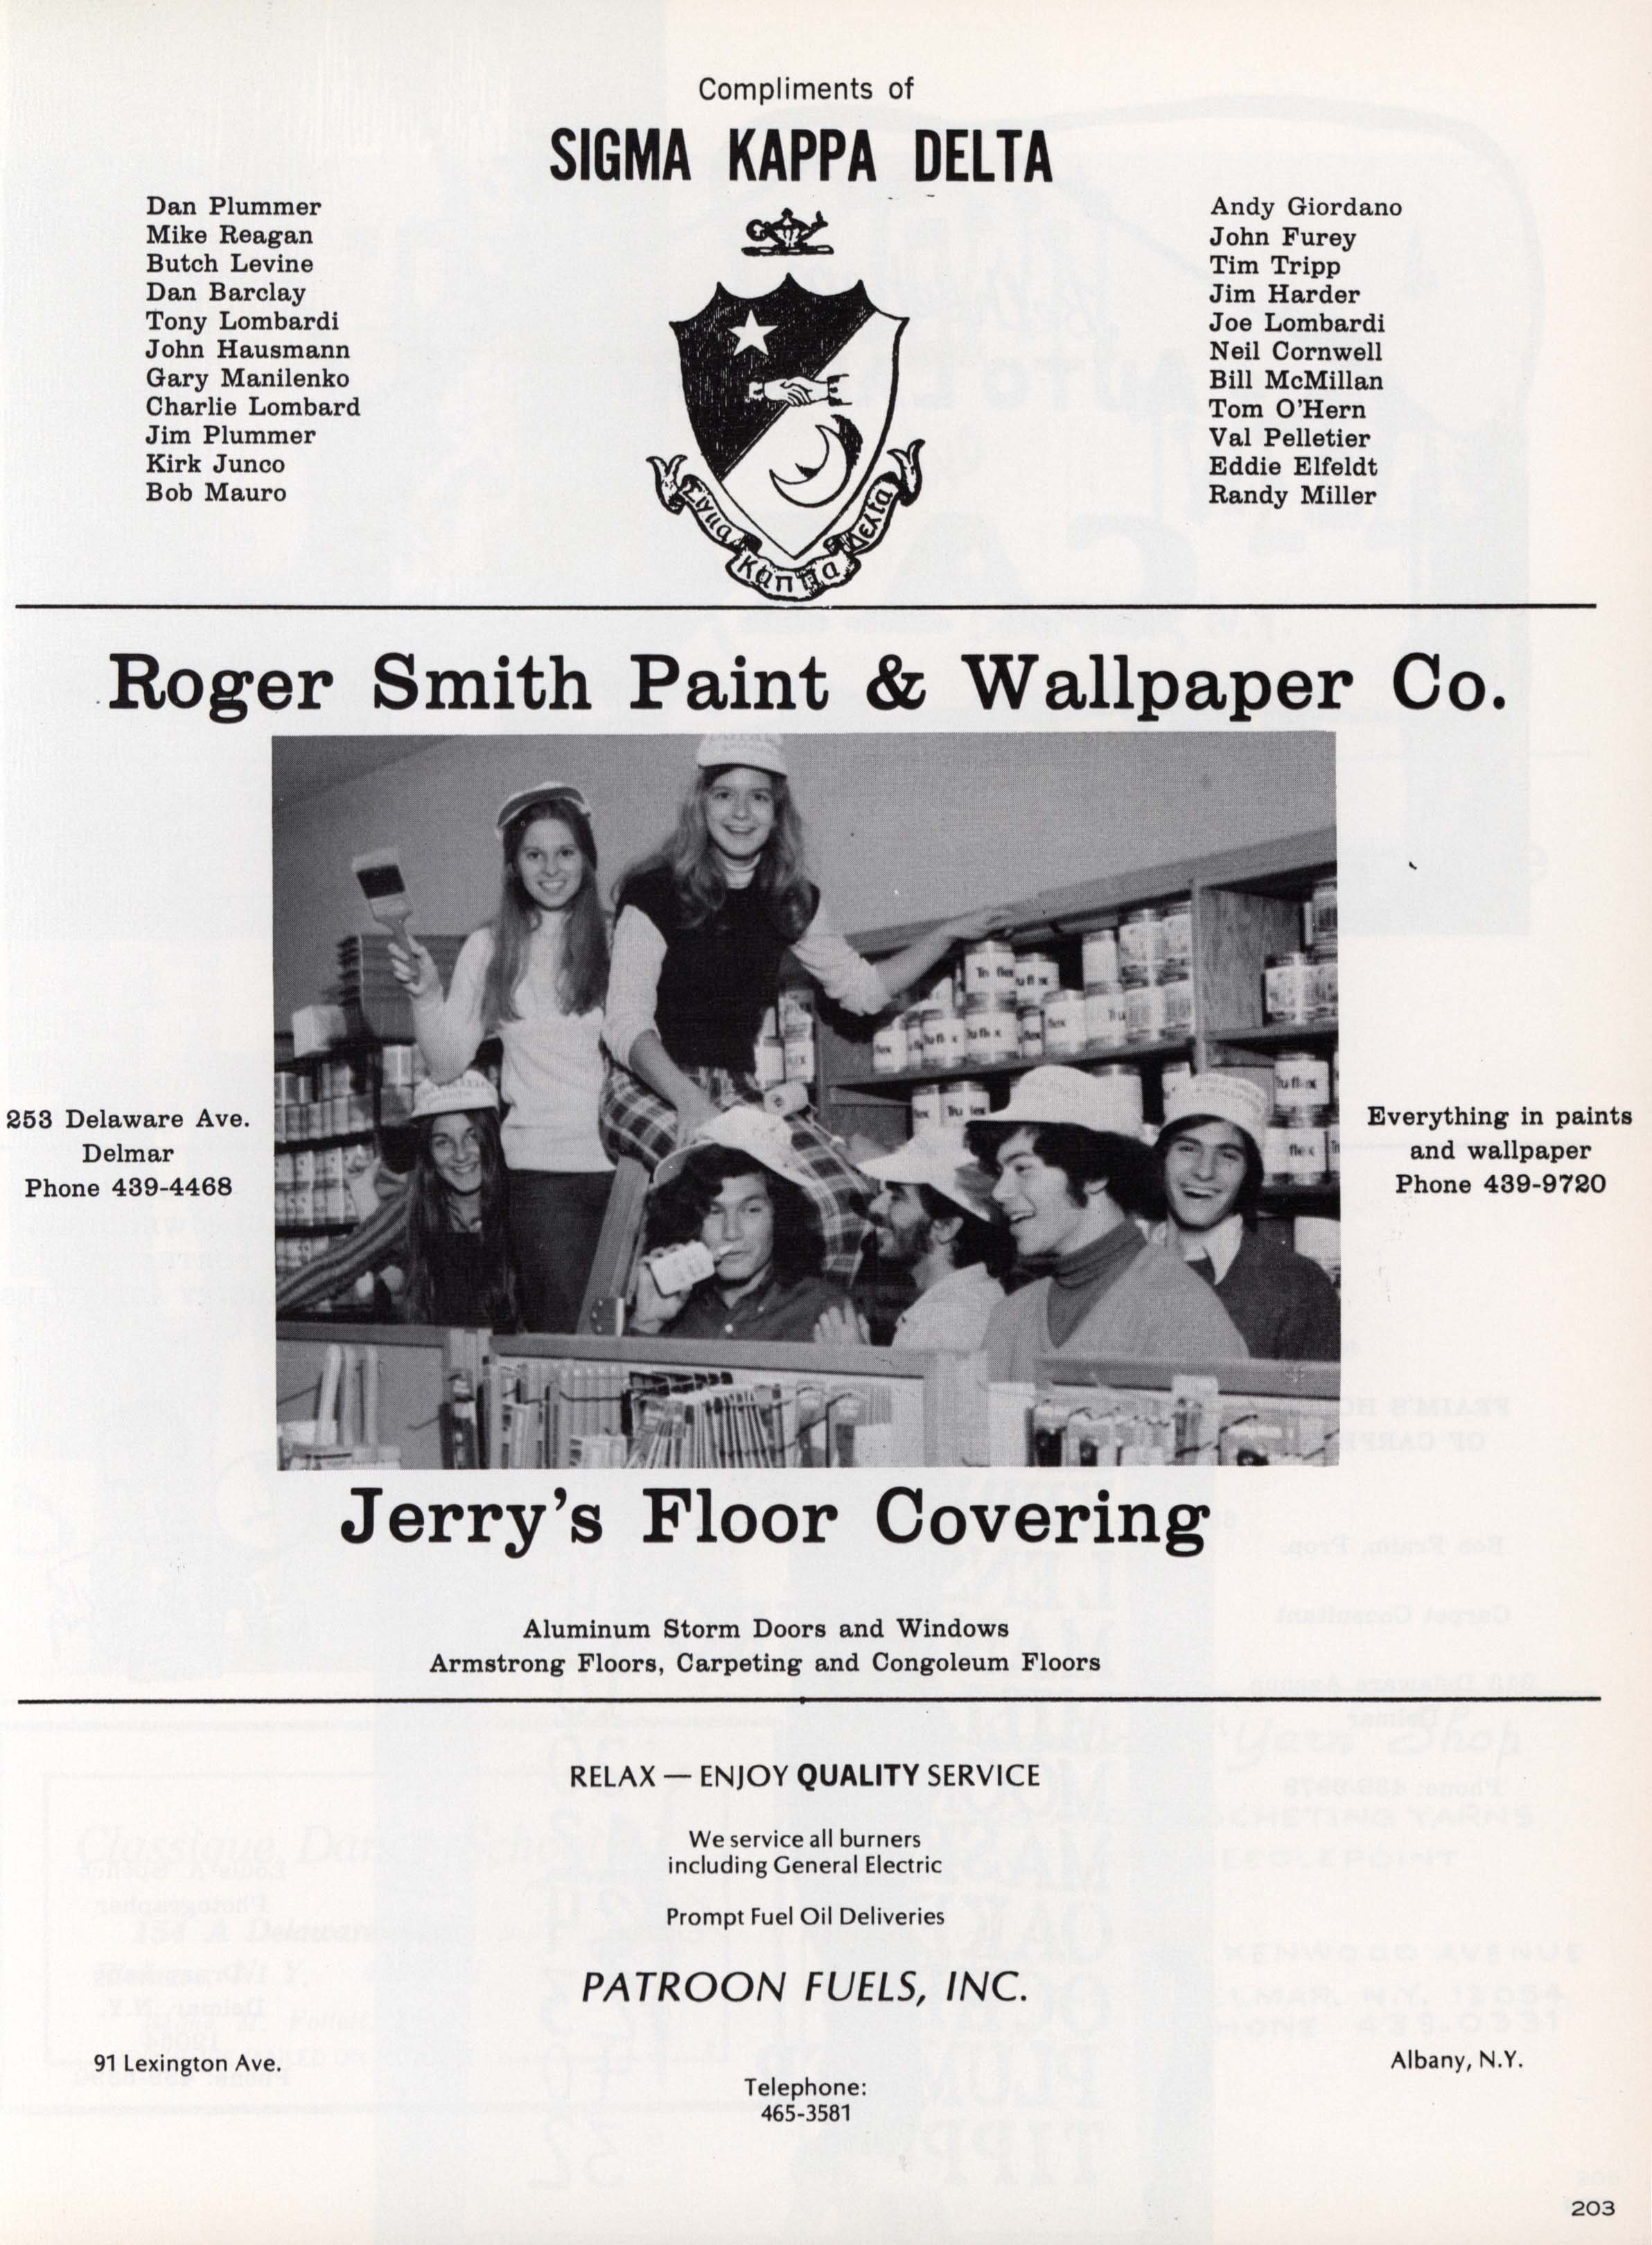 Compliments of
SIGMA KAPPA DELTA
Dan Plummer
Mike Reagan
Butch Levine
Dan Barclay
Tony Lombardi
John Hausmann
Gary Manilenko
Charlie Lombard
Jim Plummer
Kirk Junco
Bob Mauro
Andy Giordano
John Furey
Tim Tripp
Jim Harder
Joe Lombardi
Neil Cornwell
Bill McMillan
Tom O'Hern
Val Pelletier
Eddie Elfeldt
Randy Miller
Σιγμα Καππα Δελτα
Roger Smith Paint & Wallpaper Co.
253 Delaware Ave.
Delmar
Phone 439-4468
Everything in paints
and wallpaper
Phone 439-9720
Jerry's Floor Covering
Aluminum Storm Doors and Windows
Armstrong Floors, Carpeting and Congoleum Floors
RELAX — ENJOY QUALITY SERVICE
We service all burners
including General Electric
Prompt Fuel Oil Deliveries
PATROON FUELS, INC.
91 Lexington Ave.
Albany, N.Y.
Telephone:
465-3581
203